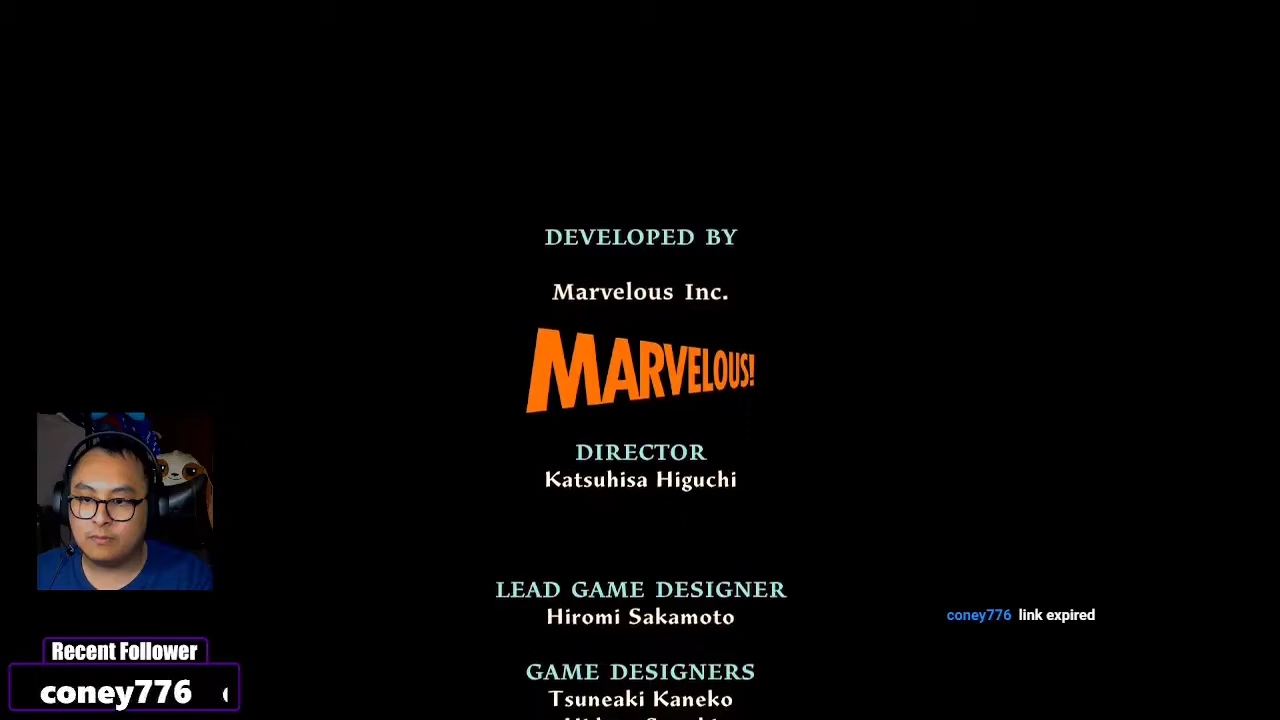 DEVELOPED BY
Marvelous Inc.
MARVELOUS!
DIRECTOR
Katsuhisa Higuchi
LEAD GAME DESIGNER
Hiromi Sakamoto
coney776 link expired
GAME DESIGNERS
Tsuneaki Kaneko
Recent Follower
coney776